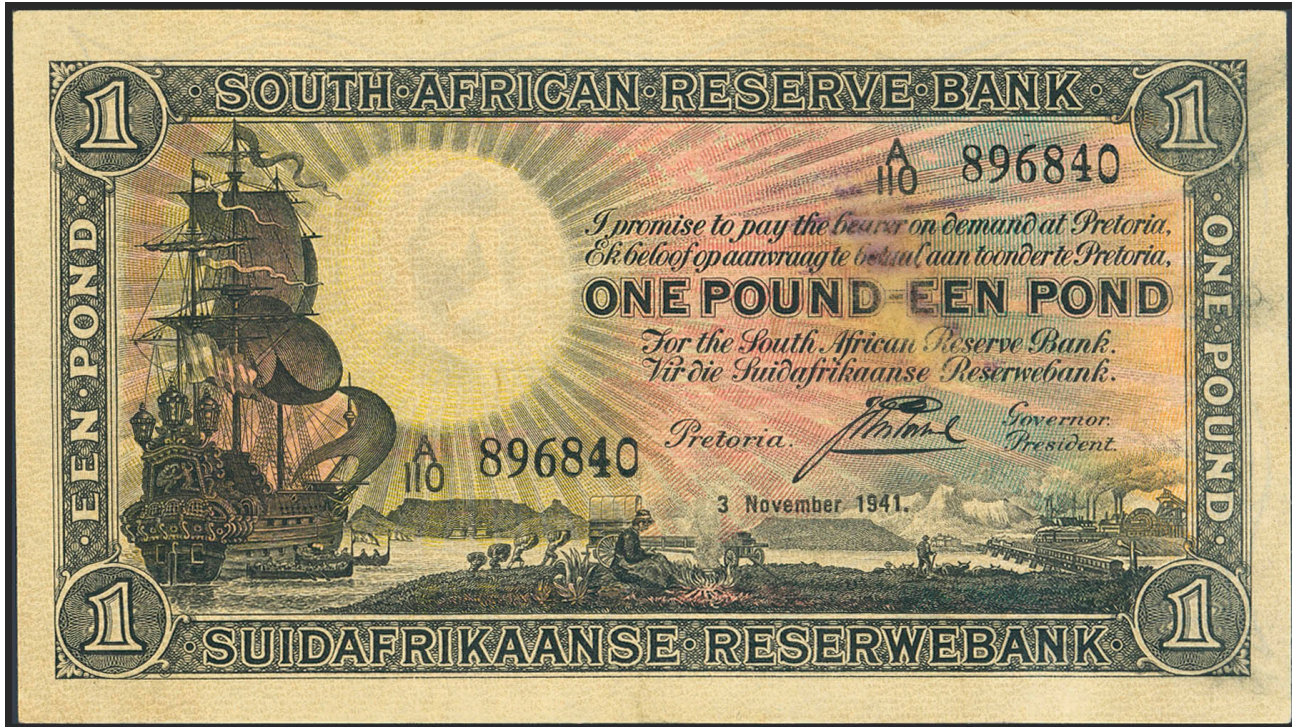 1 SOUTH·AFRICAN·RESERVE·BANK 1
A/110 896840
I promise to pay the bearer on demand at Pretoria,
Ek beloof op aanvraag te betaal aan toonder te Pretoria,
ONE POUND-EEN POND
For the South African Reserve Bank.
Vir die Suidafrikaanse Reserwebank.
Pretoria.
Governor.
President.
A/110 896840
3 November 1941.
EEN·POND
ONE·POUND
1 SUIDAFRIKAANSE·RESERWEBANK 1